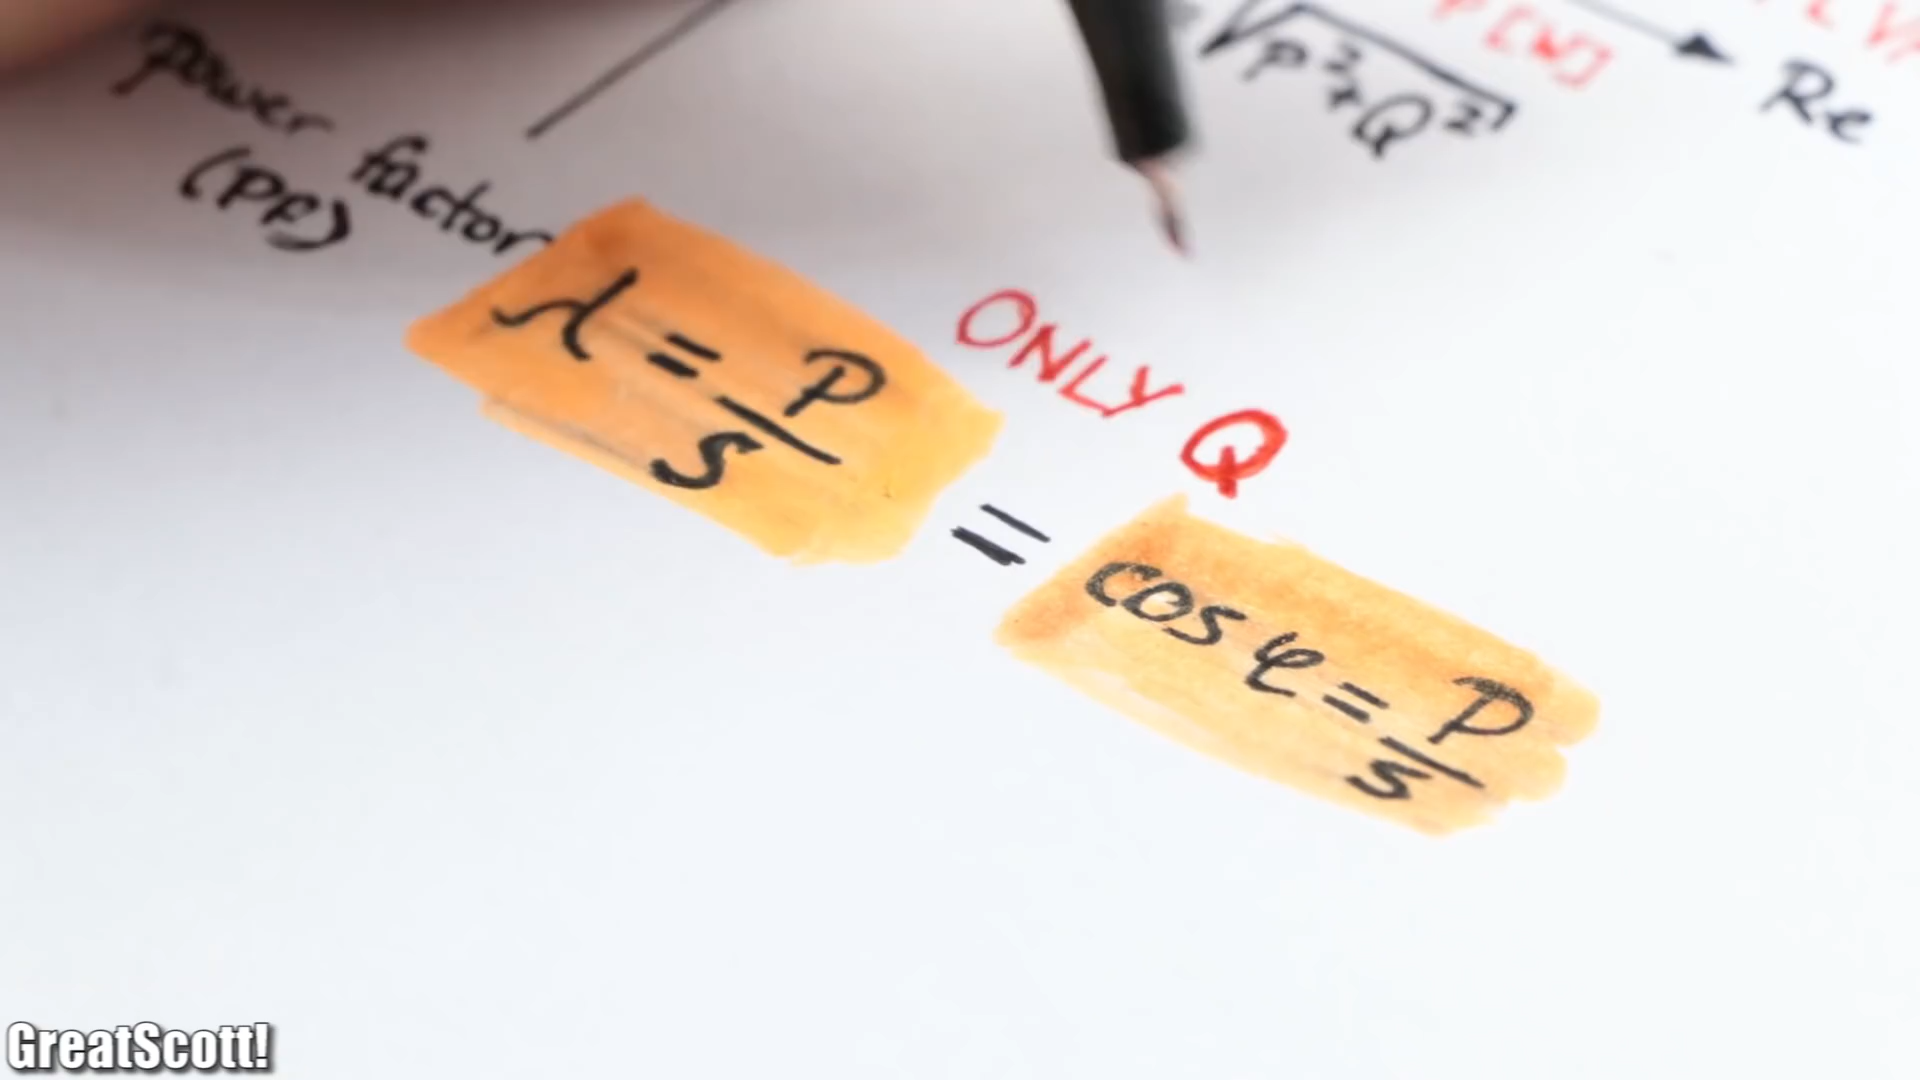 power factor
(PF)
√P²+Q²
P [W]
Re
λ = P/S
ONLY Q
=
cos φ = P/S
GreatScott!